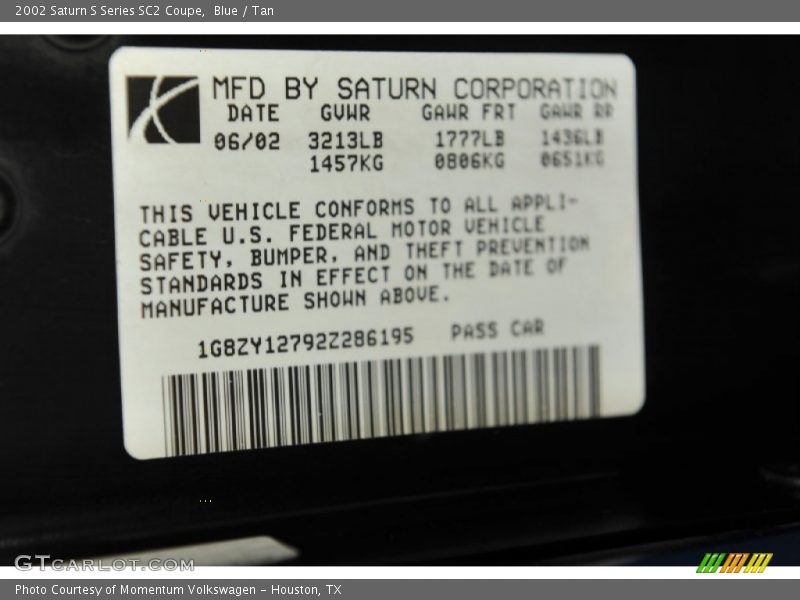 2002 Saturn S Series SC2 Coupe, Blue / Tan
MFD BY SATURN CORPORATION
DATE GVWR GAWR FRT GAWR RR
06/02 3213LB 1777LB 1436LB
1457KG 0806KG 0651KG
THIS VEHICLE CONFORMS TO ALL APPLI-
CABLE U.S. FEDERAL MOTOR VEHICLE
SAFETY, BUMPER, AND THEFT PREVENTION
STANDARDS IN EFFECT ON THE DATE OF
MANUFACTURE SHOWN ABOVE.
1G8ZY12792Z286195 PASS CAR
GTCARLOT.COM
Photo Courtesy of Momentum Volkswagen - Houston, TX